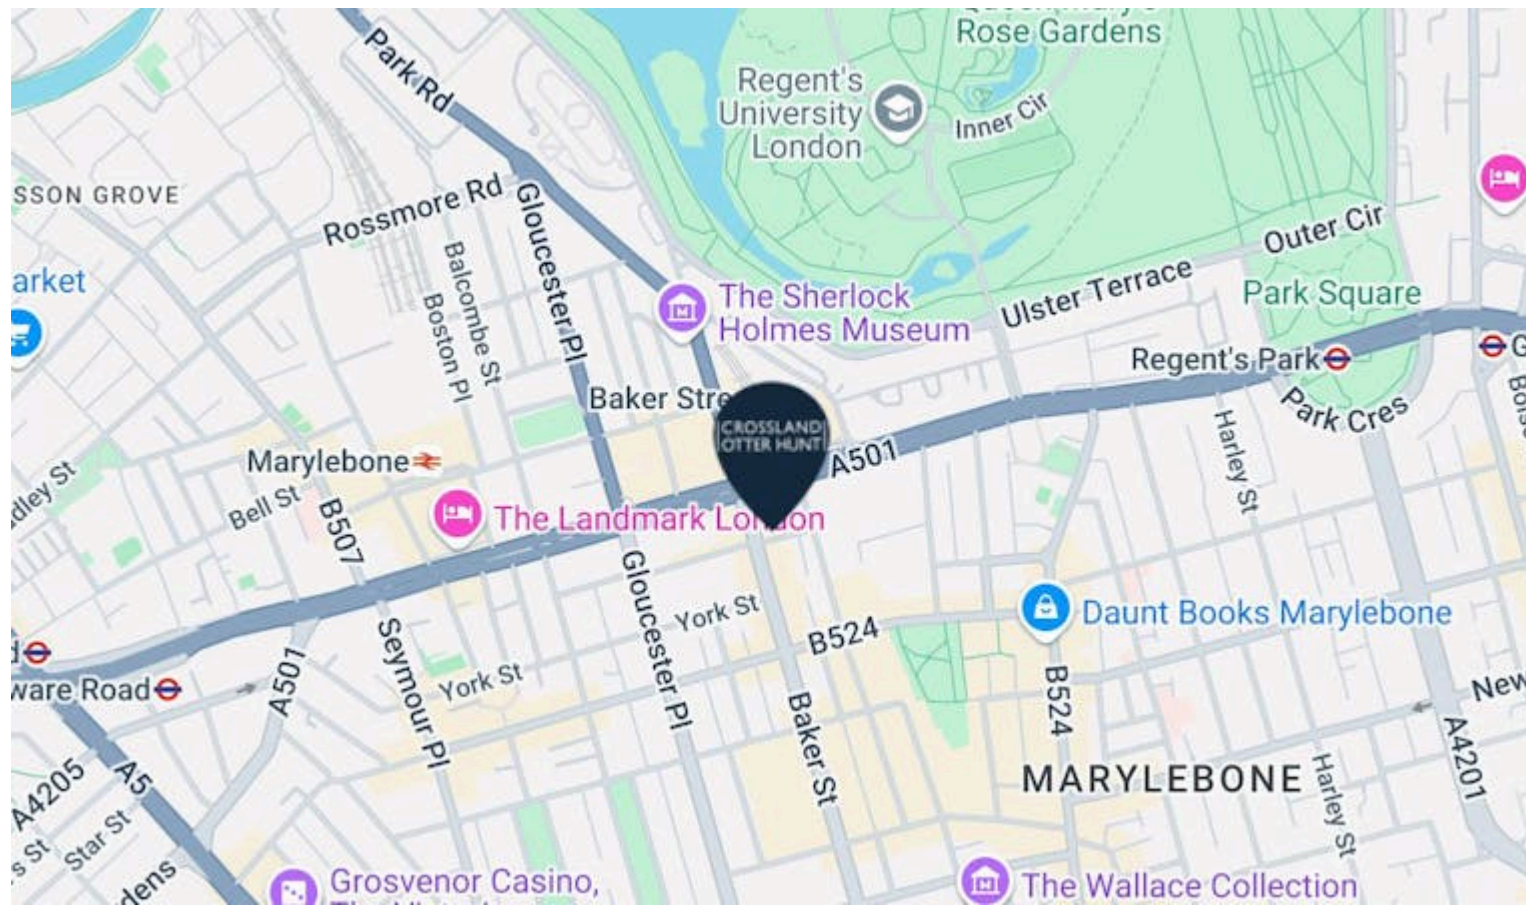 Rose Gardens
Park Rd
Regent's
University
London
Inner Cir
SSON GROVE
Rossmore Rd
Gloucester Pl
Outer Cir
Balcombe St
Boston Pl
arket
The Sherlock
Holmes Museum
Ulster Terrace
Park Square
Regent's Park
G
Baker Stre
Park Cres
CROSSLAND
OTTER HUNT
A501
Harley St
Marylebone
Bell St
B507
The Landmark London
Gloucester Pl
York St
B524
Daunt Books Marylebone
Seymour Pl
York St
A501
ware Road
B524
Baker St
New
A4201
A4205
A5
Star St
s St
dens
MARYLEBONE
Harley St
Grosvenor Casino,
The Wallace Collection